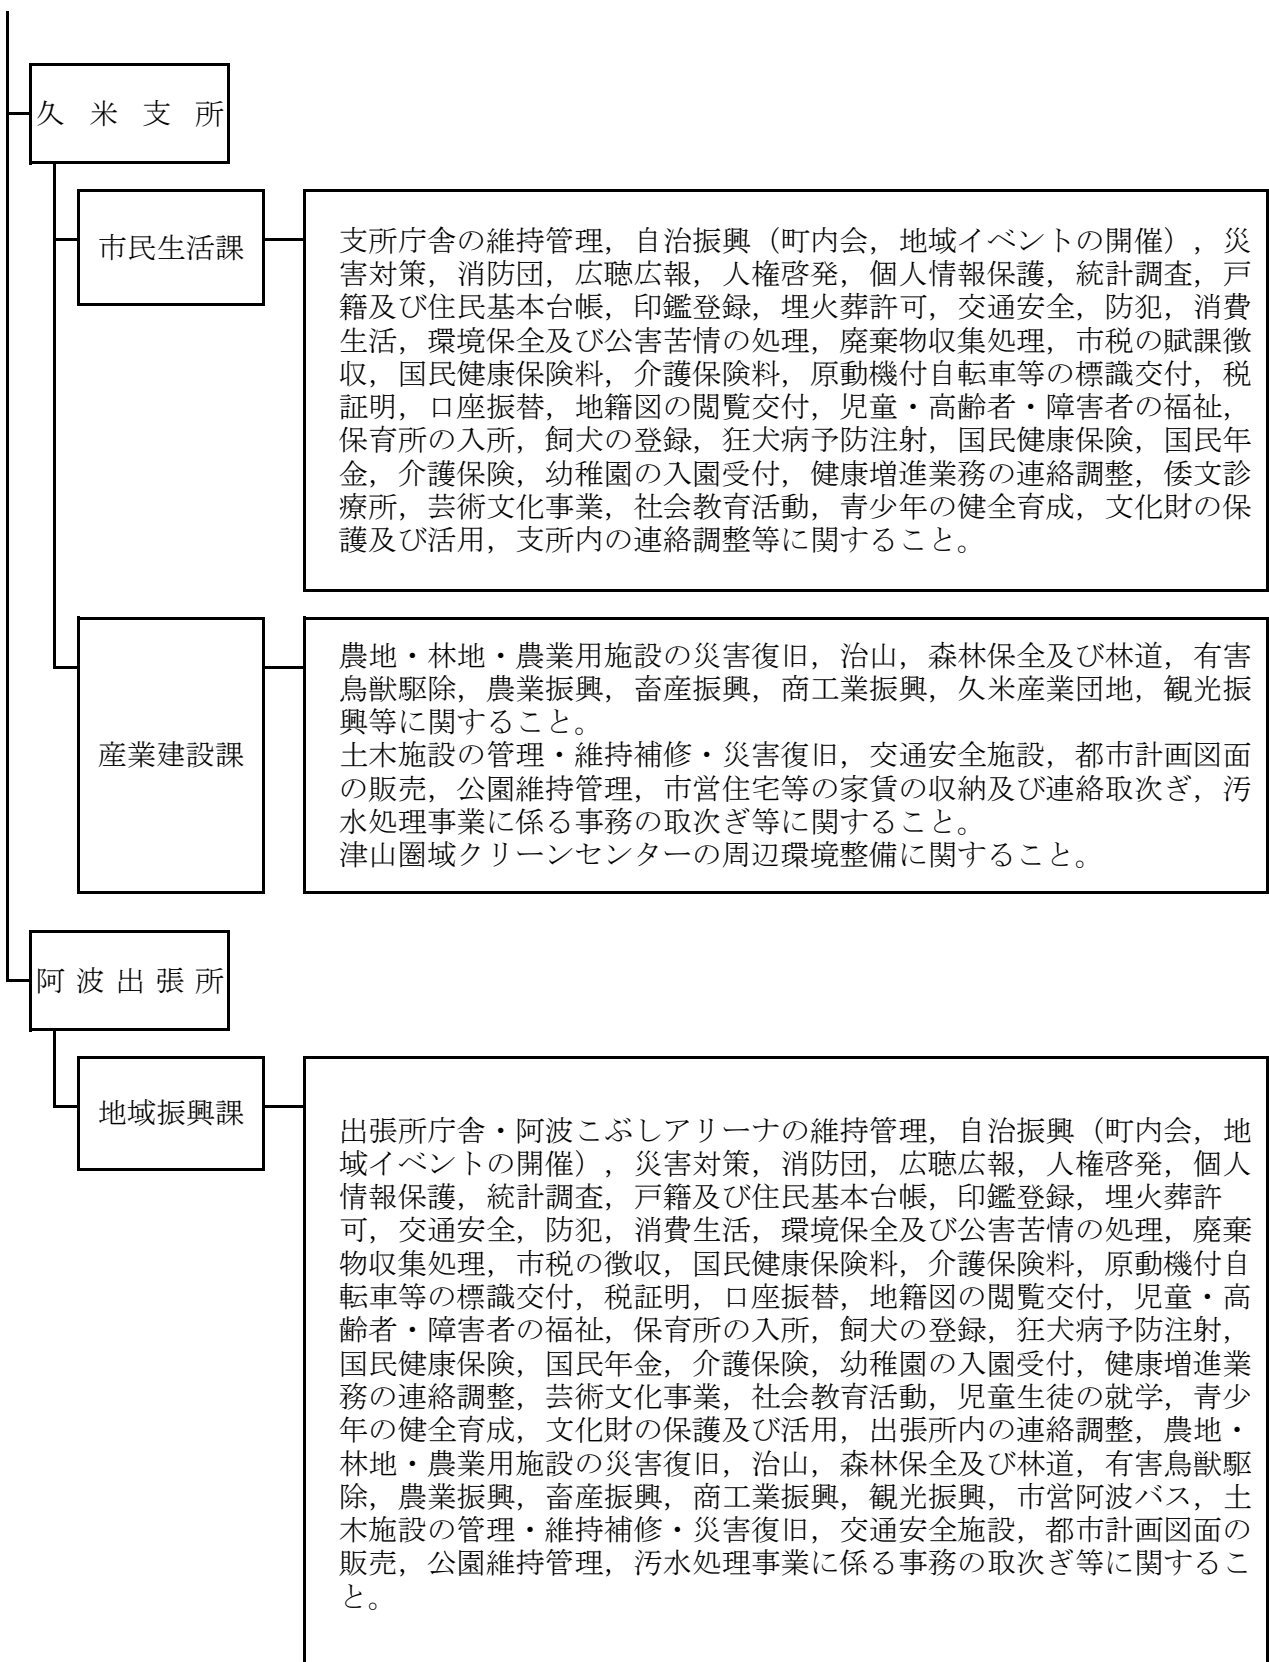 久米支所
市民生活課
支所庁舎の維持管理，自治振興（町内会，地域イベントの開催），災
害対策，消防団，広聴広報，人権啓発，個人情報保護，統計調査，戸
籍及び住民基本台帳，印鑑登録，埋火葬許可，交通安全，防犯，消費
生活，環境保全及び公害苦情の処理，廃棄物収集処理，市税の賦課徴
収，国民健康保険料，介護保険料，原動機付自転車等の標識交付，税
証明，口座振替，地籍図の閲覧交付，児童・高齢者・障害者の福祉，
保育所の入所，飼犬の登録，狂犬病予防注射，国民健康保険，国民年
金，介護保険，幼稚園の入園受付，健康増進業務の連絡調整，倭文診
療所，芸術文化事業，社会教育活動，青少年の健全育成，文化財の保
護及び活用，支所内の連絡調整等に関すること。
産業建設課
農地・林地・農業用施設の災害復旧，治山，森林保全及び林道，有害
鳥獣駆除，農業振興，畜産振興，商工業振興，久米産業団地，観光振
興等に関すること。
土木施設の管理・維持補修・災害復旧，交通安全施設，都市計画図面
の販売，公園維持管理，市営住宅等の家賃の収納及び連絡取次ぎ，汚
水処理事業に係る事務の取次ぎ等に関すること。
津山圏域クリーンセンターの周辺環境整備に関すること。
阿波出張所
地域振興課
出張所庁舎・阿波こぶしアリーナの維持管理，自治振興（町内会，地
域イベントの開催），災害対策，消防団，広聴広報，人権啓発，個人
情報保護，統計調査，戸籍及び住民基本台帳，印鑑登録，埋火葬許
可，交通安全，防犯，消費生活，環境保全及び公害苦情の処理，廃棄
物収集処理，市税の徴収，国民健康保険料，介護保険料，原動機付自
転車等の標識交付，税証明，口座振替，地籍図の閲覧交付，児童・高
齢者・障害者の福祉，保育所の入所，飼犬の登録，狂犬病予防注射，
国民健康保険，国民年金，介護保険，幼稚園の入園受付，健康増進業
務の連絡調整，芸術文化事業，社会教育活動，児童生徒の就学，青少
年の健全育成，文化財の保護及び活用，出張所内の連絡調整，農地・
林地・農業用施設の災害復旧，治山，森林保全及び林道，有害鳥獣駆
除，農業振興，畜産振興，商工業振興，観光振興，市営阿波バス，土
木施設の管理・維持補修・災害復旧，交通安全施設，都市計画図面の
販売，公園維持管理，汚水処理事業に係る事務の取次ぎ等に関するこ
と。